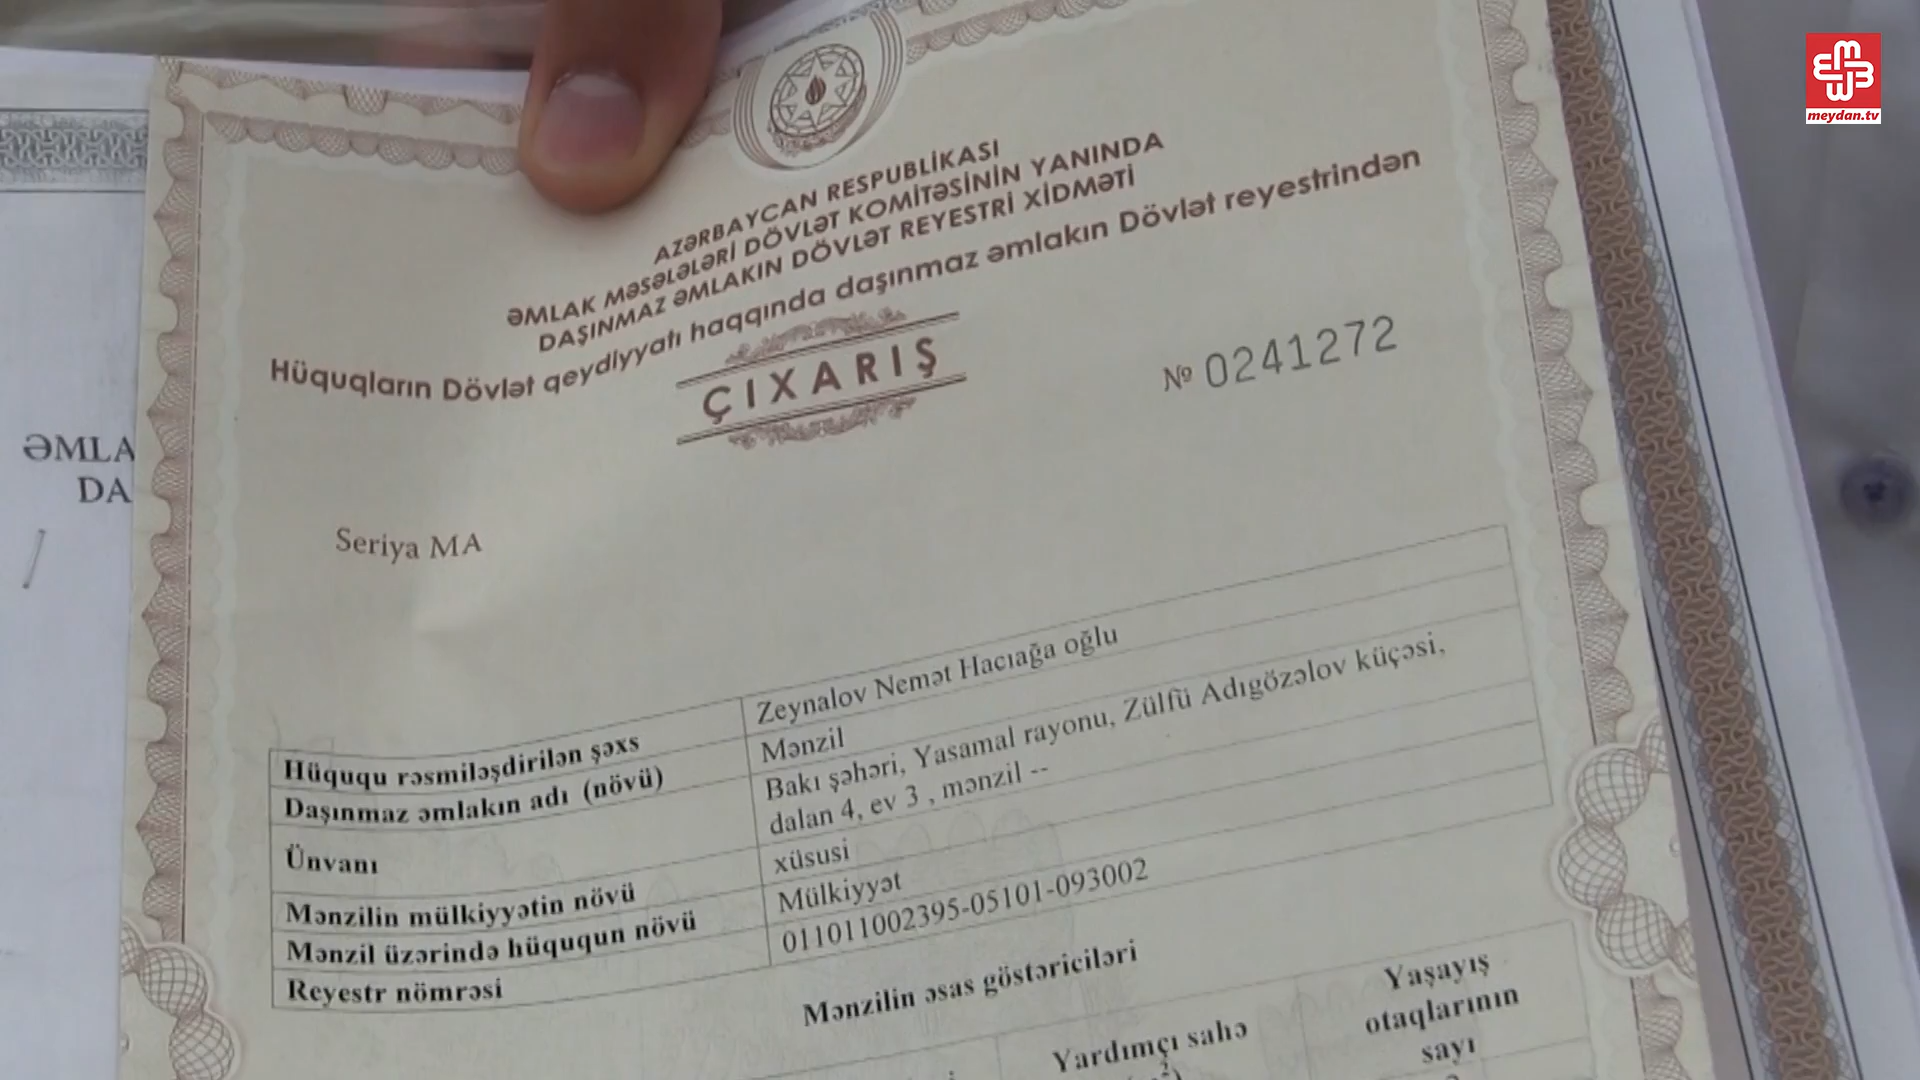 meydan.tv
AZƏRBAYCAN RESPUBLİKASI
ƏMLAK MƏSƏLƏLƏRİ DÖVLƏT KOMİTƏSİNİN YANINDA
DAŞINMAZ ƏMLAKIN DÖVLƏT REYESTRİ XİDMƏTİ
Hüquqların Dövlət qeydiyyatı haqqında daşınmaz əmlakın Dövlət reyestrindən
ÇIXARIŞ
№ 0241272
ƏMLA
DA
Seriya MA
Hüququ rəsmiləşdirilən şəxs Zeynalov Nemət Hacıağa oğlu
Daşınmaz əmlakın adı (növü) Mənzil
Ünvanı Bakı şəhəri, Yasamal rayonu, Zülfü Adıgözəlov küçəsi,
dalan 4, ev 3 , mənzil --
Mənzilin mülkiyyətin növü xüsusi
Mənzil üzərində hüququn növü Mülkiyyət
Reyestr nömrəsi 011011002395-05101-093002
Mənzilin əsas göstəriciləri
Yardımçı sahə
Yaşayış
otaqlarının
sayı